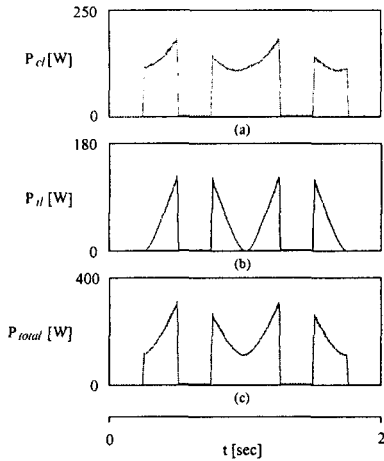 250
P_cl [W]
0
(a)
180
P_tl [W]
0
(b)
400
P_total [W]
0
(c)
0 2
t [sec]